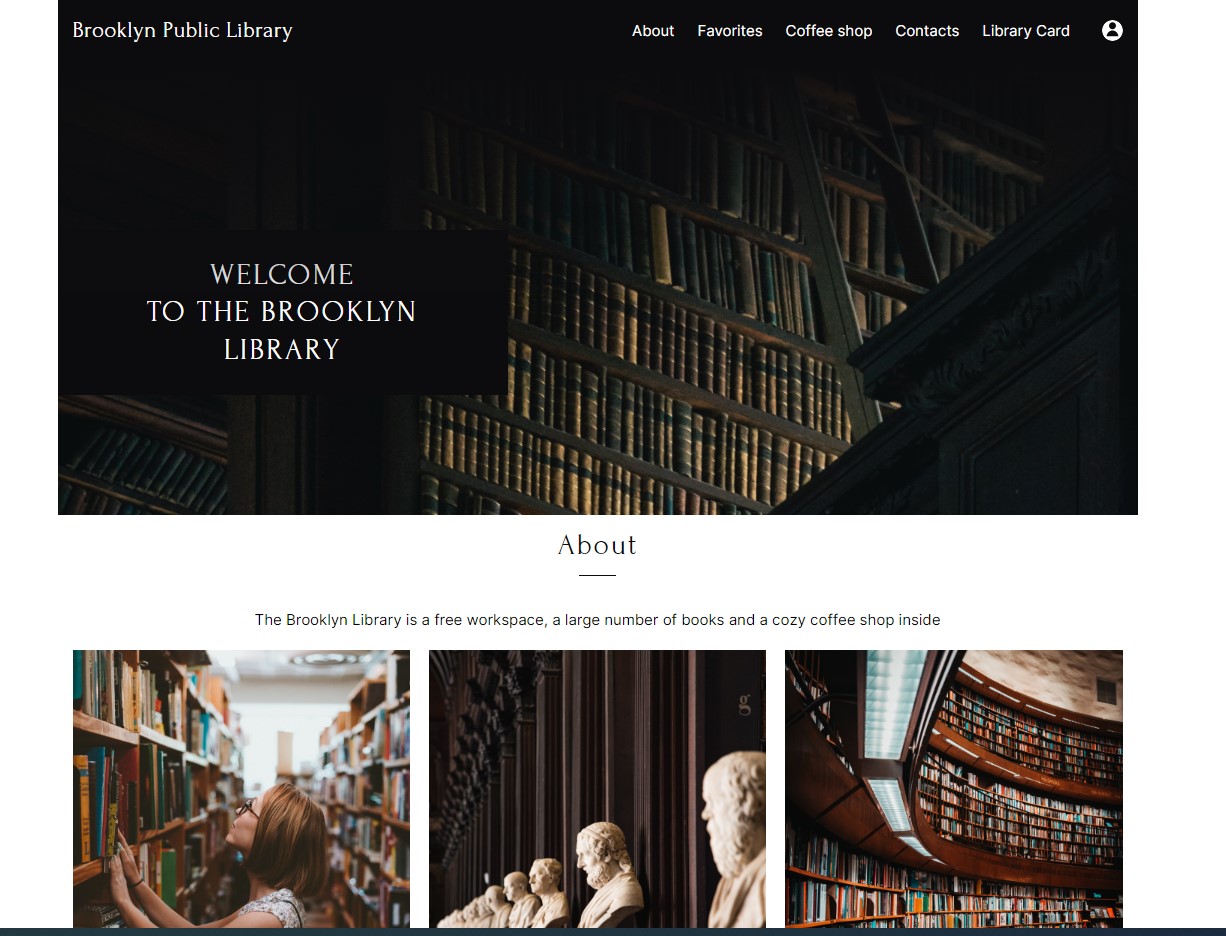 Brooklyn Public Library
About Favorites Coffee shop Contacts Library Card
WELCOME
TO THE BROOKLYN
LIBRARY
About
The Brooklyn Library is a free workspace, a large number of books and a cozy coffee shop inside
g